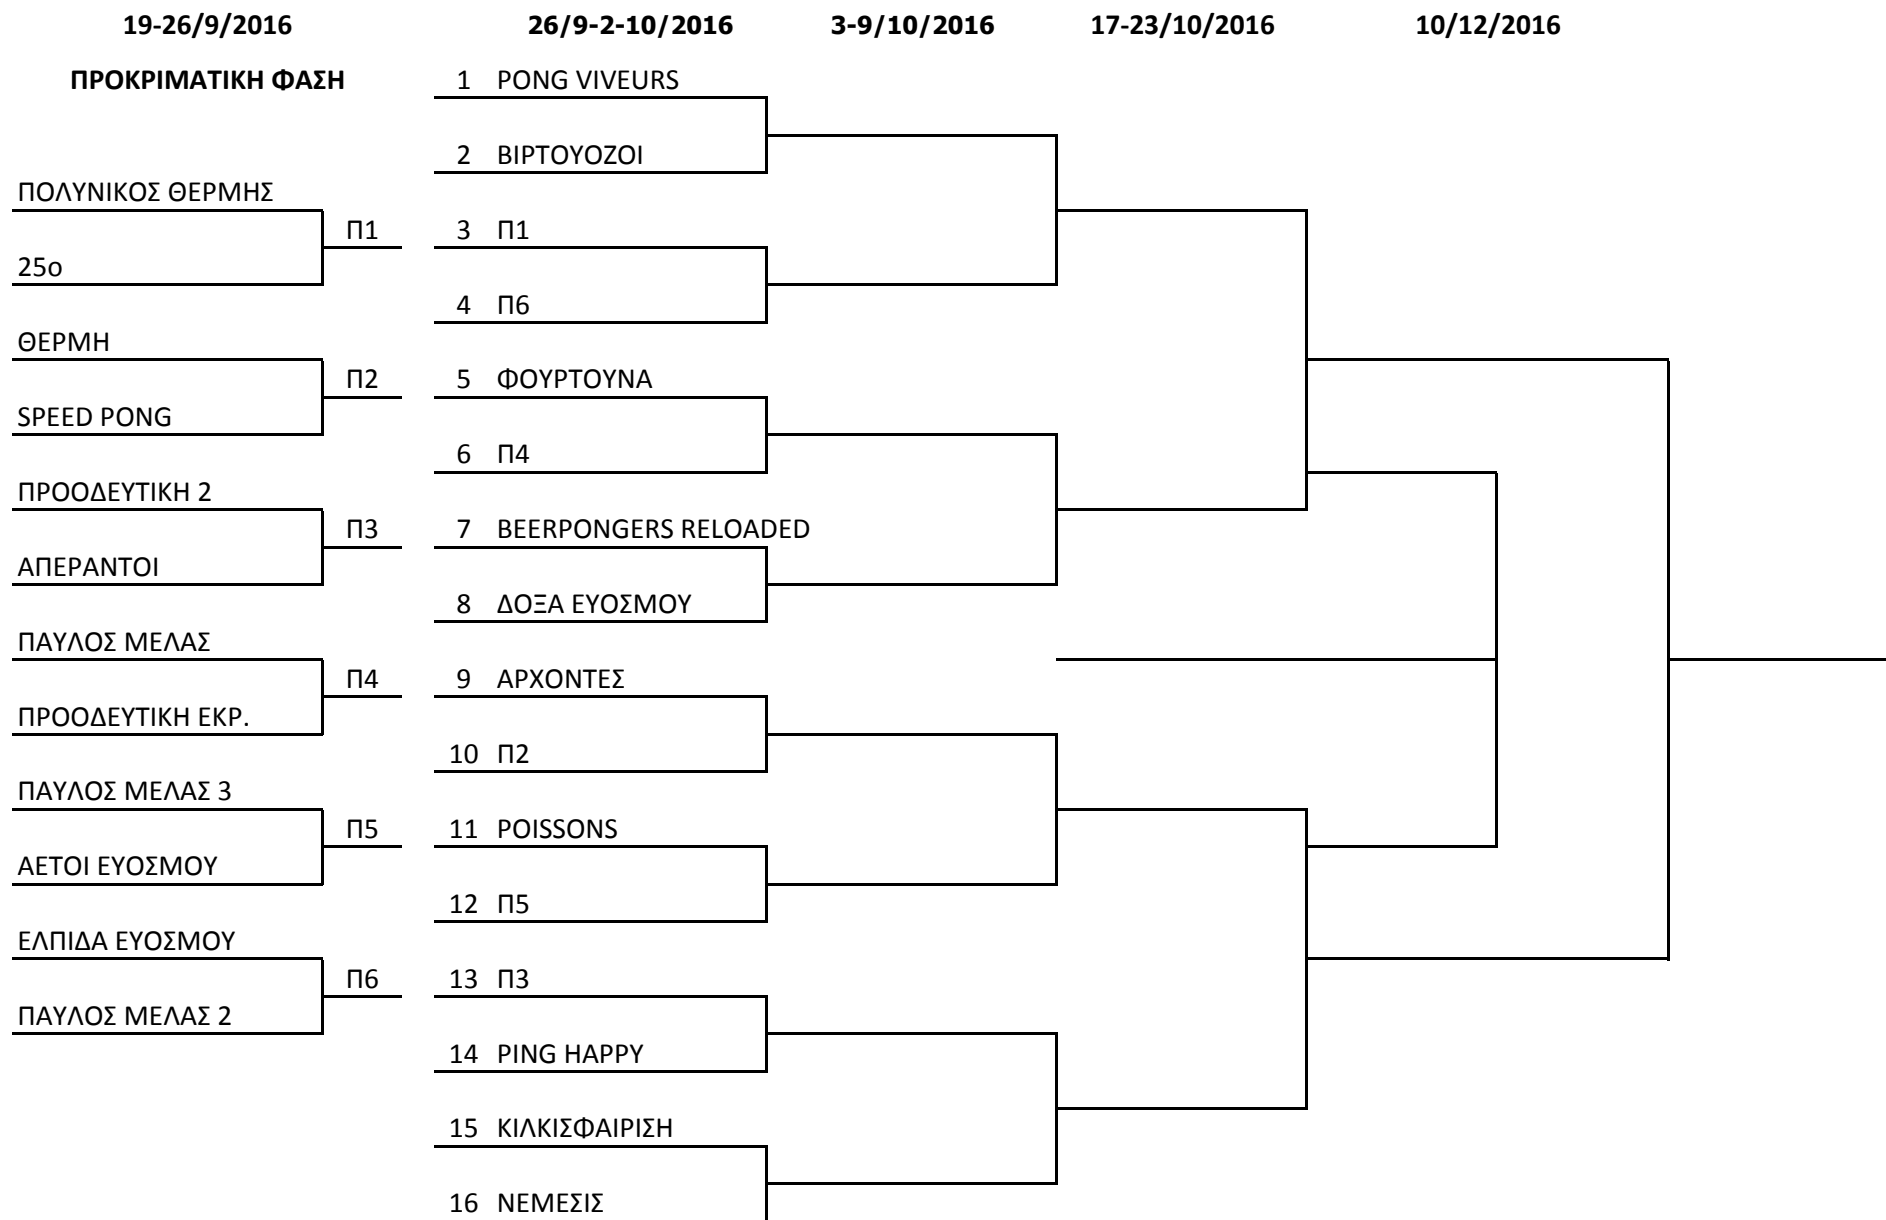 19-26/9/2016 26/9-2-10/2016 3-9/10/2016 17-23/10/2016 10/12/2016
ΠΡΟΚΡΙΜΑΤΙΚΗ ΦΑΣΗ 1 PONG VIVEURS
2 ΒΙΡΤΟΥΟΖΟΙ
ΠΟΛΥΝΙΚΟΣ ΘΕΡΜΗΣ
Π1 3 Π1
25ο
4 Π6
ΘΕΡΜΗ
Π2 5 ΦΟΥΡΤΟΥΝΑ
SPEED PONG
6 Π4
ΠΡΟΟΔΕΥΤΙΚΗ 2
Π3 7 BEERPONGERS RELOADED
ΑΠΕΡΑΝΤΟΙ
8 ΔΟΞΑ ΕΥΟΣΜΟΥ
ΠΑΥΛΟΣ ΜΕΛΑΣ
Π4 9 ΑΡΧΟΝΤΕΣ
ΠΡΟΟΔΕΥΤΙΚΗ ΕΚΡ.
10 Π2
ΠΑΥΛΟΣ ΜΕΛΑΣ 3
Π5 11 POISSONS
ΑΕΤΟΙ ΕΥΟΣΜΟΥ
12 Π5
ΕΛΠΙΔΑ ΕΥΟΣΜΟΥ
Π6 13 Π3
ΠΑΥΛΟΣ ΜΕΛΑΣ 2
14 PING HAPPY
15 ΚΙΛΚΙΣΦΑΙΡΙΣΗ
16 ΝΕΜΕΣΙΣ